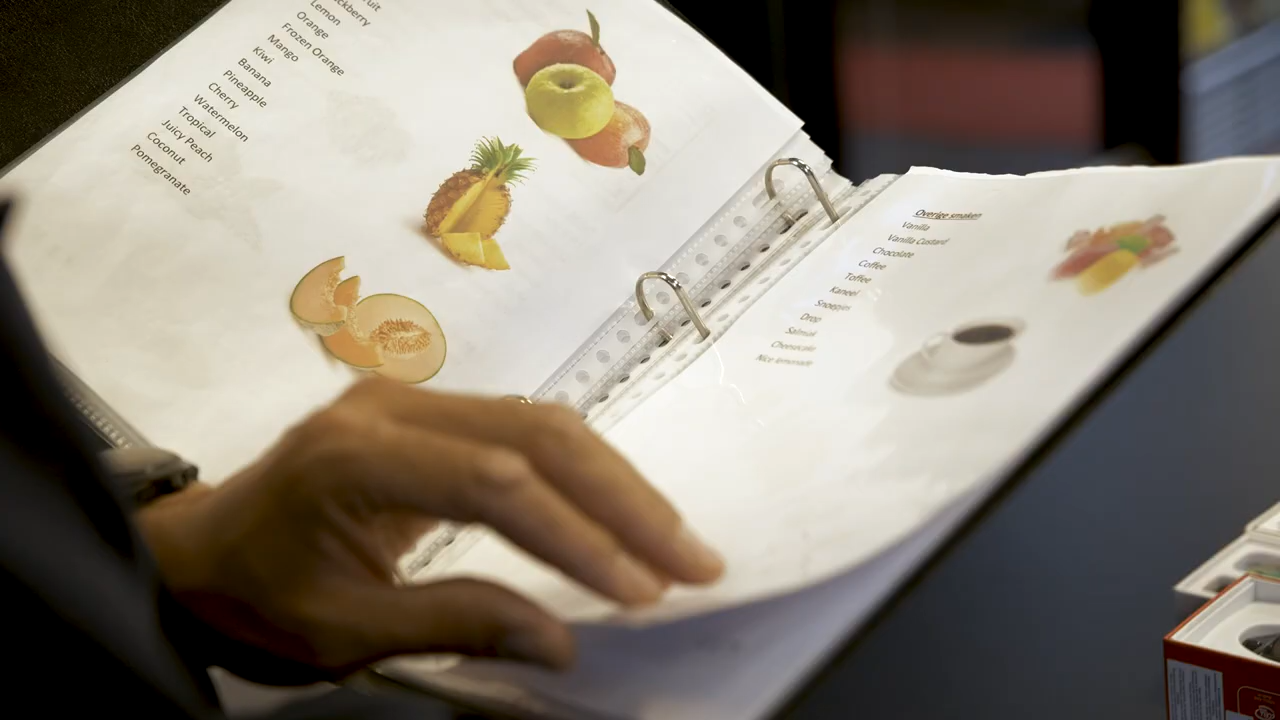 Lemon
Orange
Frozen Orange
Mango
Kiwi
Banana
Pineapple
Cherry
Watermelon
Tropical
Juicy Peach
Coconut
Pomegranate
Overige smaken
Vanilla
Vanilla Custard
Chocolate
Coffee
Toffee
Kaneel
Snoepjes
Drop
Salmiak
Cheesecake
Nice lemonade